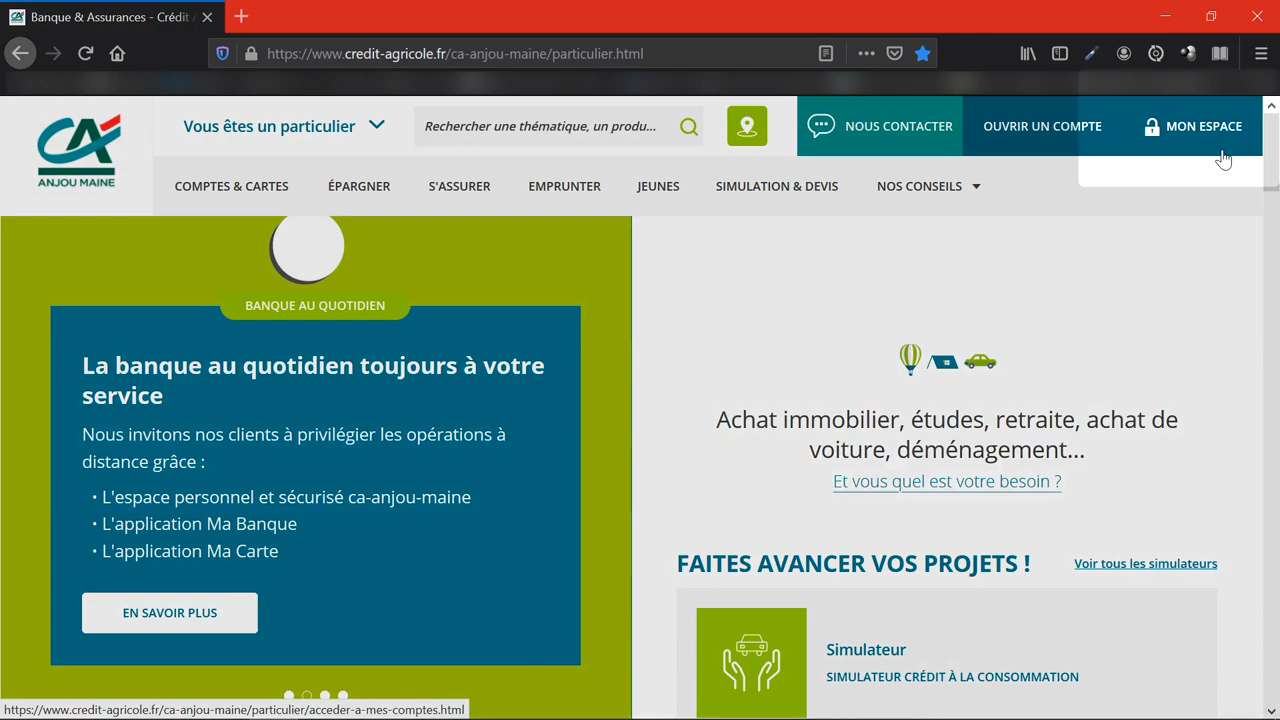 Banque & Assurances - Crédit A
https://www.credit-agricole.fr/ca-anjou-maine/particulier.html
CA
ANJOU MAINE
Vous êtes un particulier
Rechercher une thématique, un produ...
NOUS CONTACTER
OUVRIR UN COMPTE
MON ESPACE
COMPTES & CARTES
ÉPARGNER
S'ASSURER
EMPRUNTER
JEUNES
SIMULATION & DEVIS
NOS CONSEILS
BANQUE AU QUOTIDIEN
La banque au quotidien toujours à votre
service
Nous invitons nos clients à privilégier les opérations à
distance grâce :
• L'espace personnel et sécurisé ca-anjou-maine
• L'application Ma Banque
• L'application Ma Carte
EN SAVOIR PLUS
Achat immobilier, études, retraite, achat de
voiture, déménagement...
Et vous quel est votre besoin ?
FAITES AVANCER VOS PROJETS !
Voir tous les simulateurs
Simulateur
SIMULATEUR CRÉDIT À LA CONSOMMATION
https://www.credit-agricole.fr/ca-anjou-maine/particulier/acceder-a-mes-comptes.html